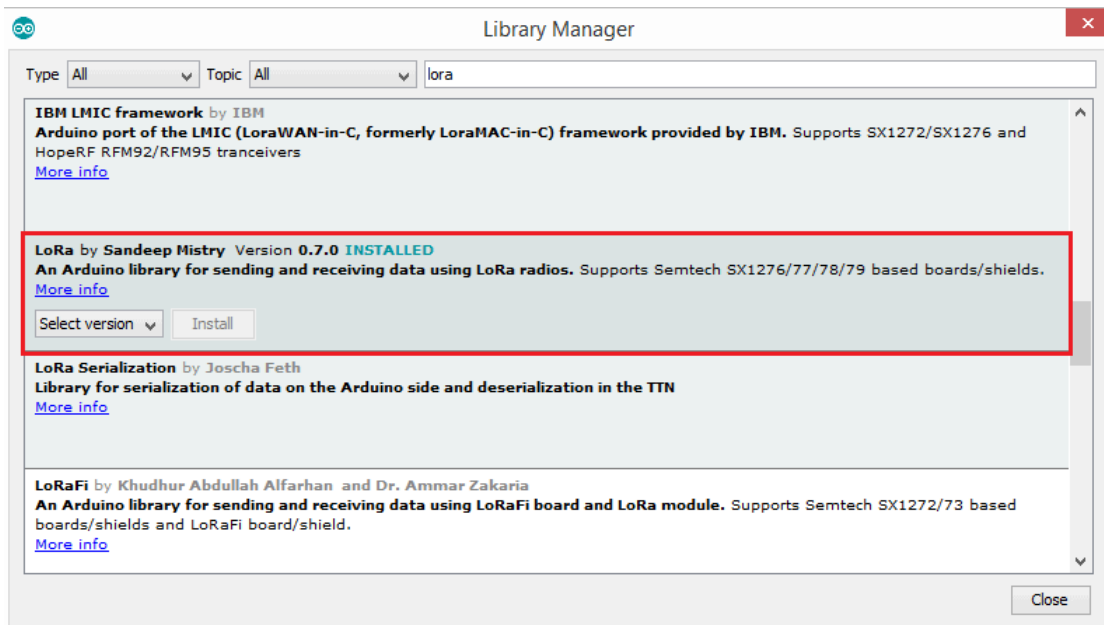 Library Manager
Type All Topic All lora
IBM LMIC framework by IBM
Arduino port of the LMIC (LoraWAN-in-C, formerly LoraMAC-in-C) framework provided by IBM. Supports SX1272/SX1276 and
HopeRF RFM92/RFM95 tranceivers
More info
LoRa by Sandeep Mistry Version 0.7.0 INSTALLED
An Arduino library for sending and receiving data using LoRa radios. Supports Semtech SX1276/77/78/79 based boards/shields.
More info
Select version Install
LoRa Serialization by Joscha Feth
Library for serialization of data on the Arduino side and deserialization in the TTN
More info
LoRaFi by Khudhur Abdullah Alfarhan and Dr. Ammar Zakaria
An Arduino library for sending and receiving data using LoRaFi board and LoRa module. Supports Semtech SX1272/73 based
boards/shields and LoRaFi board/shield.
More info
Close